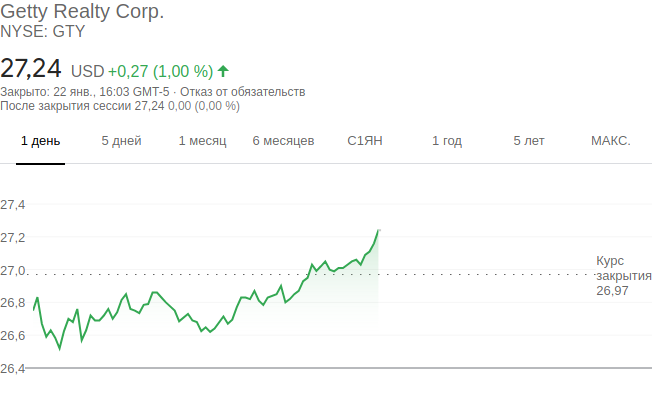 Getty Realty Corp.
NYSE: GTY
27,24 USD +0,27 (1,00 %)
Закрыто: 22 янв., 16:03 GMT-5 · Отказ от обязательств
После закрытия сессии 27,24 0,00 (0,00 %)
1 день 5 дней 1 месяц 6 месяцев С1ЯН 1 год 5 лет МАКС.
27,4
27,2
27,0
26,8
26,6
26,4
Курс
закрытия
26,97